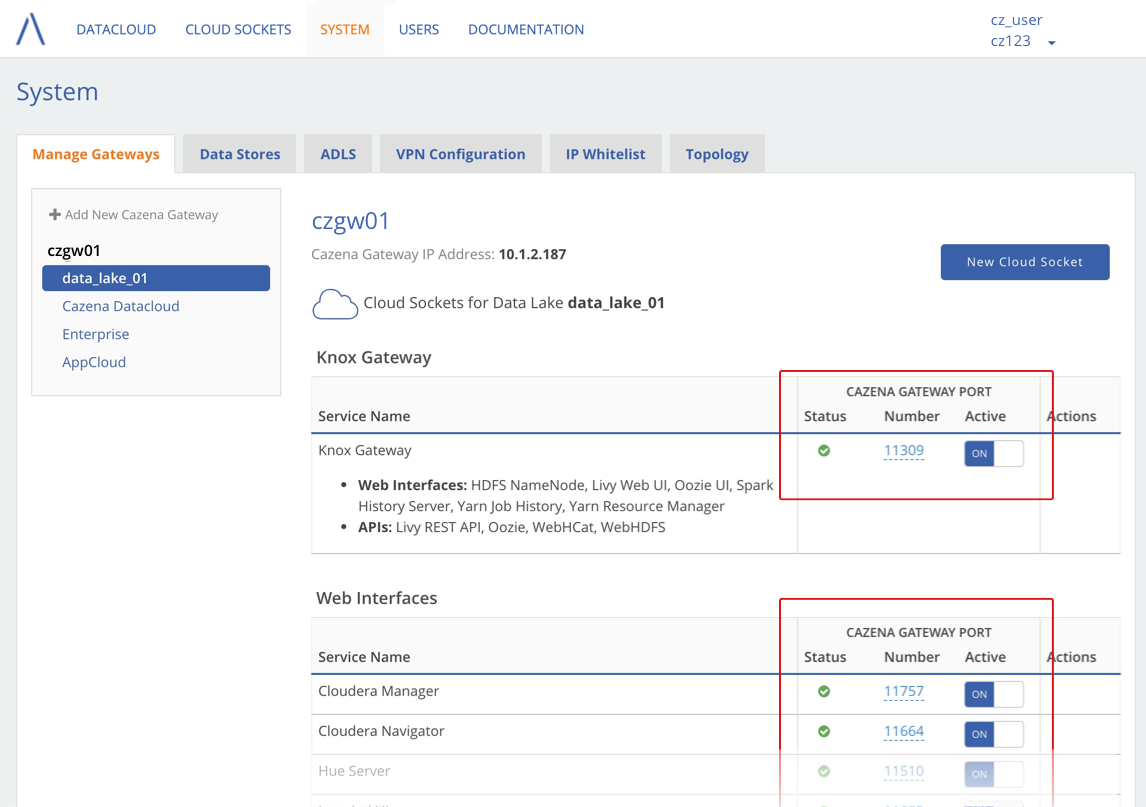 DATACLOUD CLOUD SOCKETS SYSTEM USERS DOCUMENTATION
cz_user
cz123
System
Manage Gateways Data Stores ADLS VPN Configuration IP Whitelist Topology
Add New Cazena Gateway
czgw01
data_lake_01
Cazena Datacloud
Enterprise
AppCloud
czgw01
Cazena Gateway IP Address: 10.1.2.187
New Cloud Socket
Cloud Sockets for Data Lake data_lake_01
Knox Gateway
CAZENA GATEWAY PORT
Service Name Status Number Active Actions
Knox Gateway 11309 ON
• Web Interfaces: HDFS NameNode, Livy Web UI, Oozie UI, Spark
History Server, Yarn Job History, Yarn Resource Manager
• APIs: Livy REST API, Oozie, WebHCat, WebHDFS
Web Interfaces
CAZENA GATEWAY PORT
Service Name Status Number Active Actions
Cloudera Manager 11757 ON
Cloudera Navigator 11664 ON
Hue Server 11510 ON